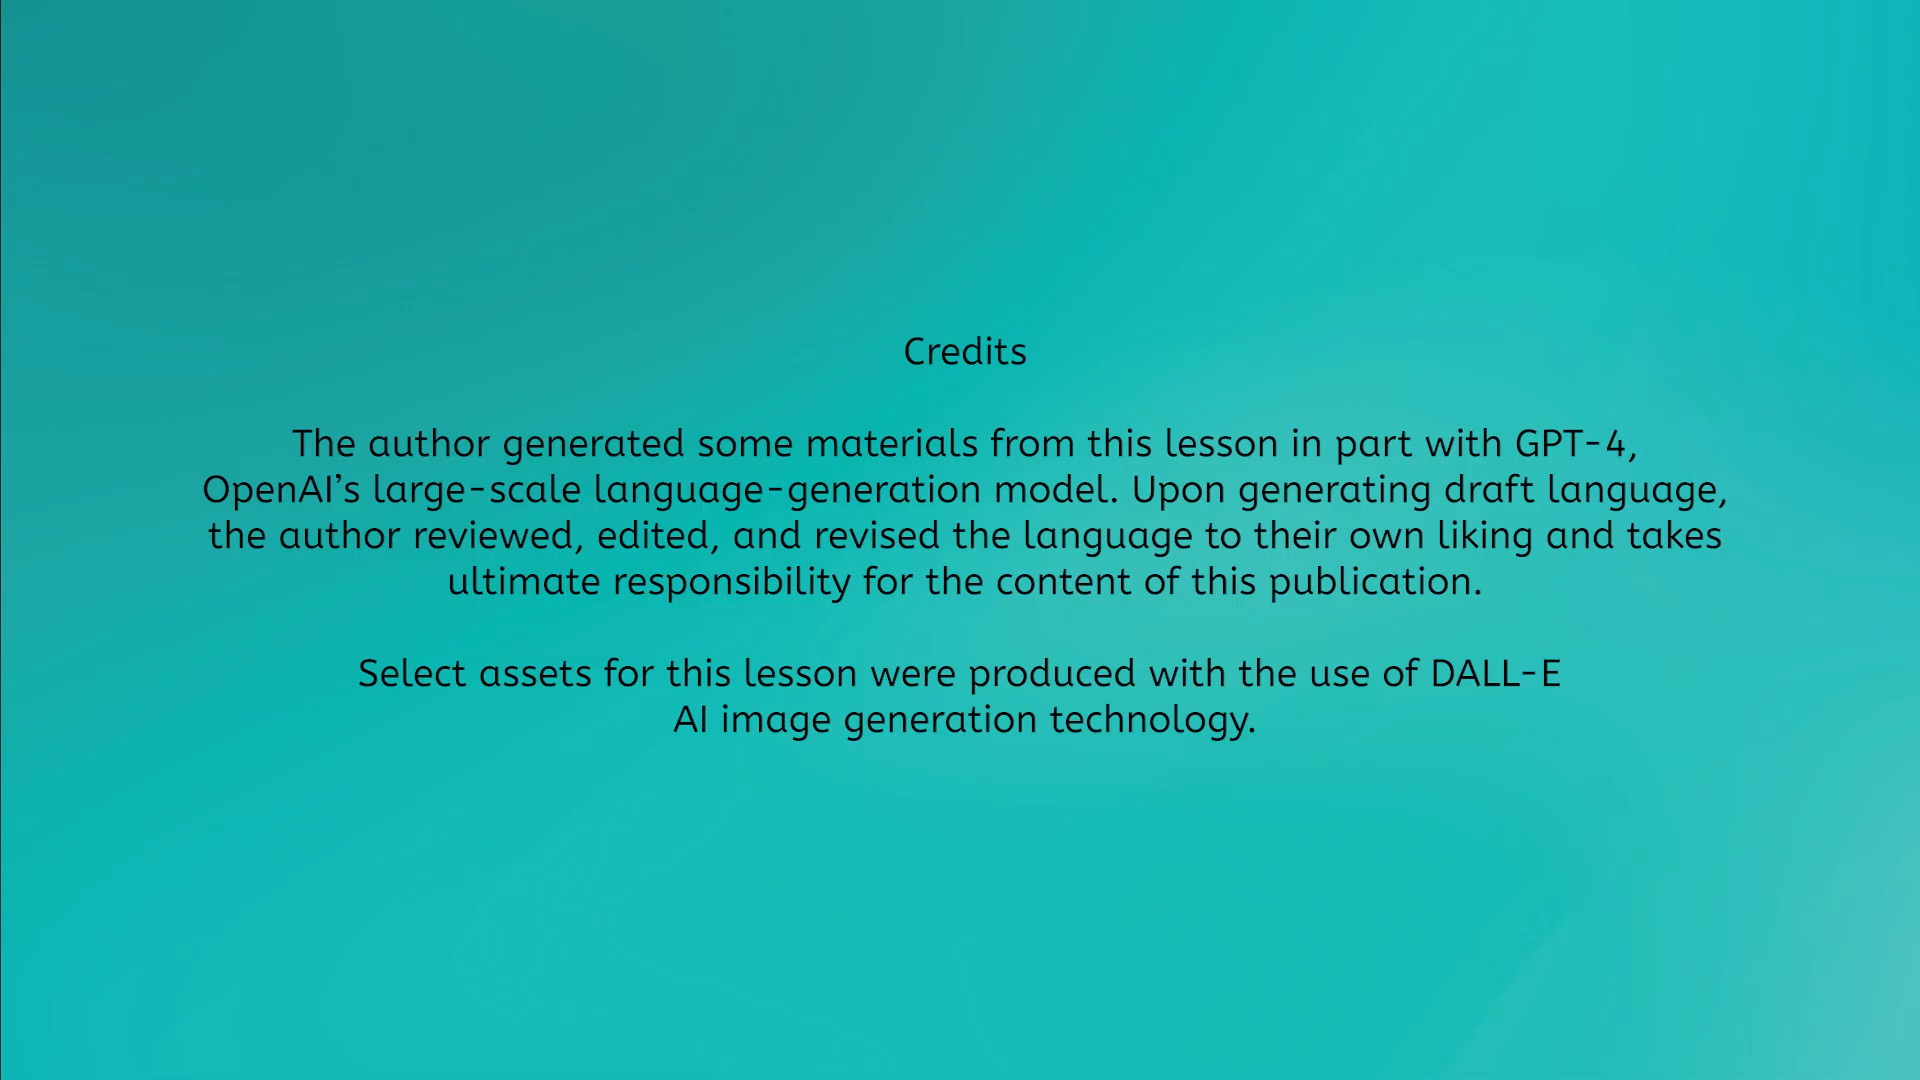 Credits
The author generated some materials from this lesson in part with GPT-4,
OpenAI’s large-scale language-generation model. Upon generating draft language,
the author reviewed, edited, and revised the language to their own liking and takes
ultimate responsibility for the content of this publication.
Select assets for this lesson were produced with the use of DALL-E
AI image generation technology.